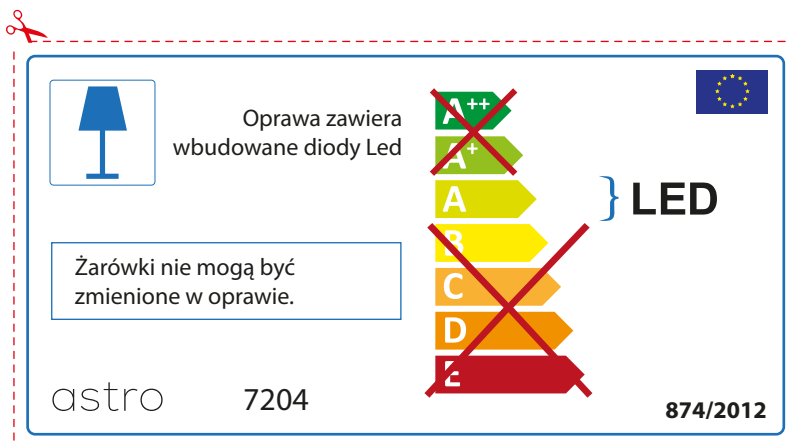 Oprawa zawiera
wbudowane diody Led
A++
A+
A
B
C
D
E
LED
Żarówki nie mogą być
zmienione w oprawie.
astro 7204
874/2012